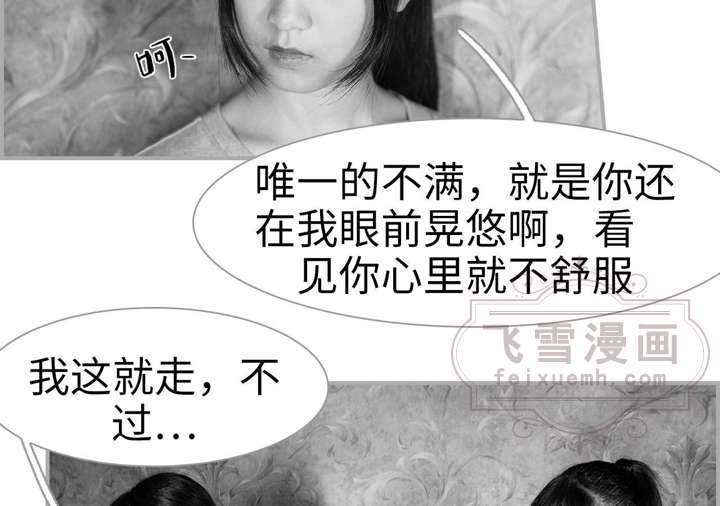 呵-
唯一的不满，就是你还
在我眼前晃悠啊，看
见你心里就不舒服
飞雪漫画
feixuemh.com
我这就走，不
过...